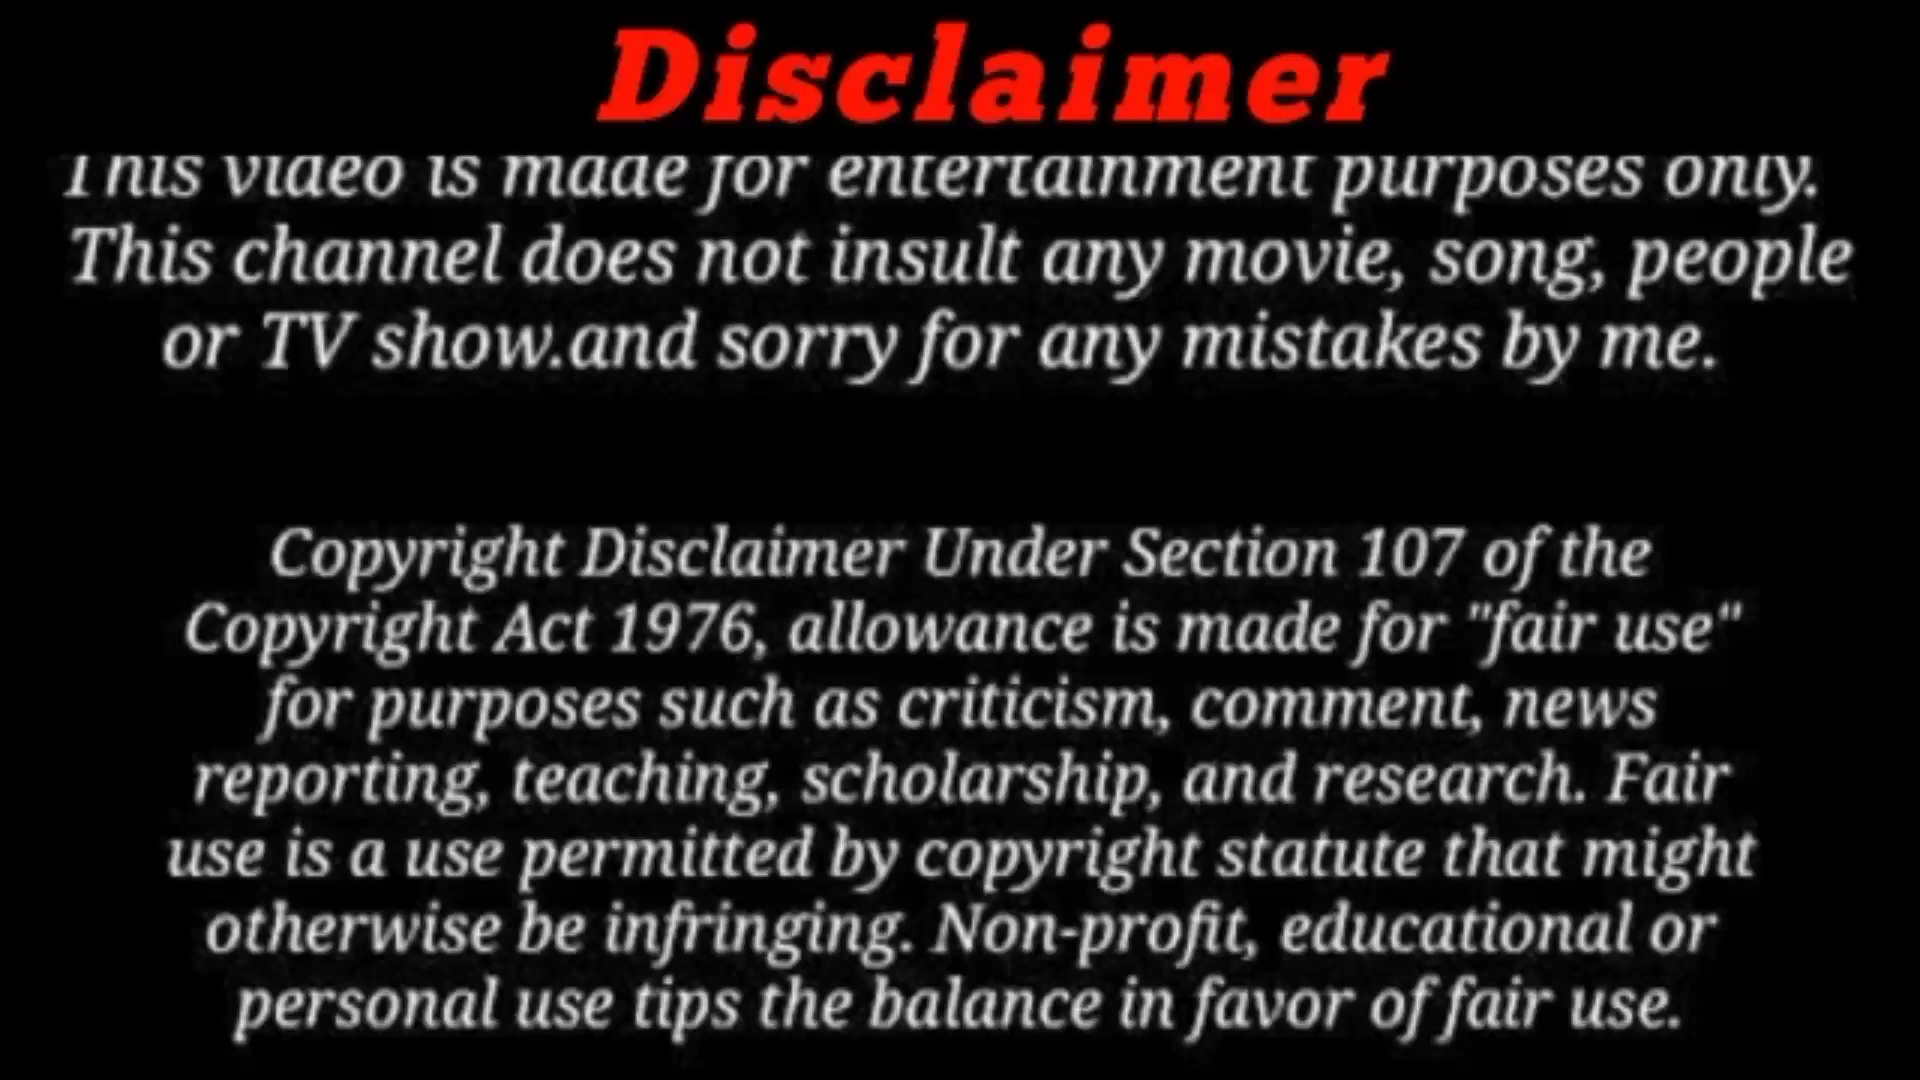 Disclaimer
This video is made for entertainment purposes only.
This channel does not insult any movie, song, people
or TV show.and sorry for any mistakes by me.
Copyright Disclaimer Under Section 107 of the
Copyright Act 1976, allowance is made for "fair use"
for purposes such as criticism, comment, news
reporting, teaching, scholarship, and research. Fair
use is a use permitted by copyright statute that might
otherwise be infringing. Non-profit, educational or
personal use tips the balance in favor of fair use.